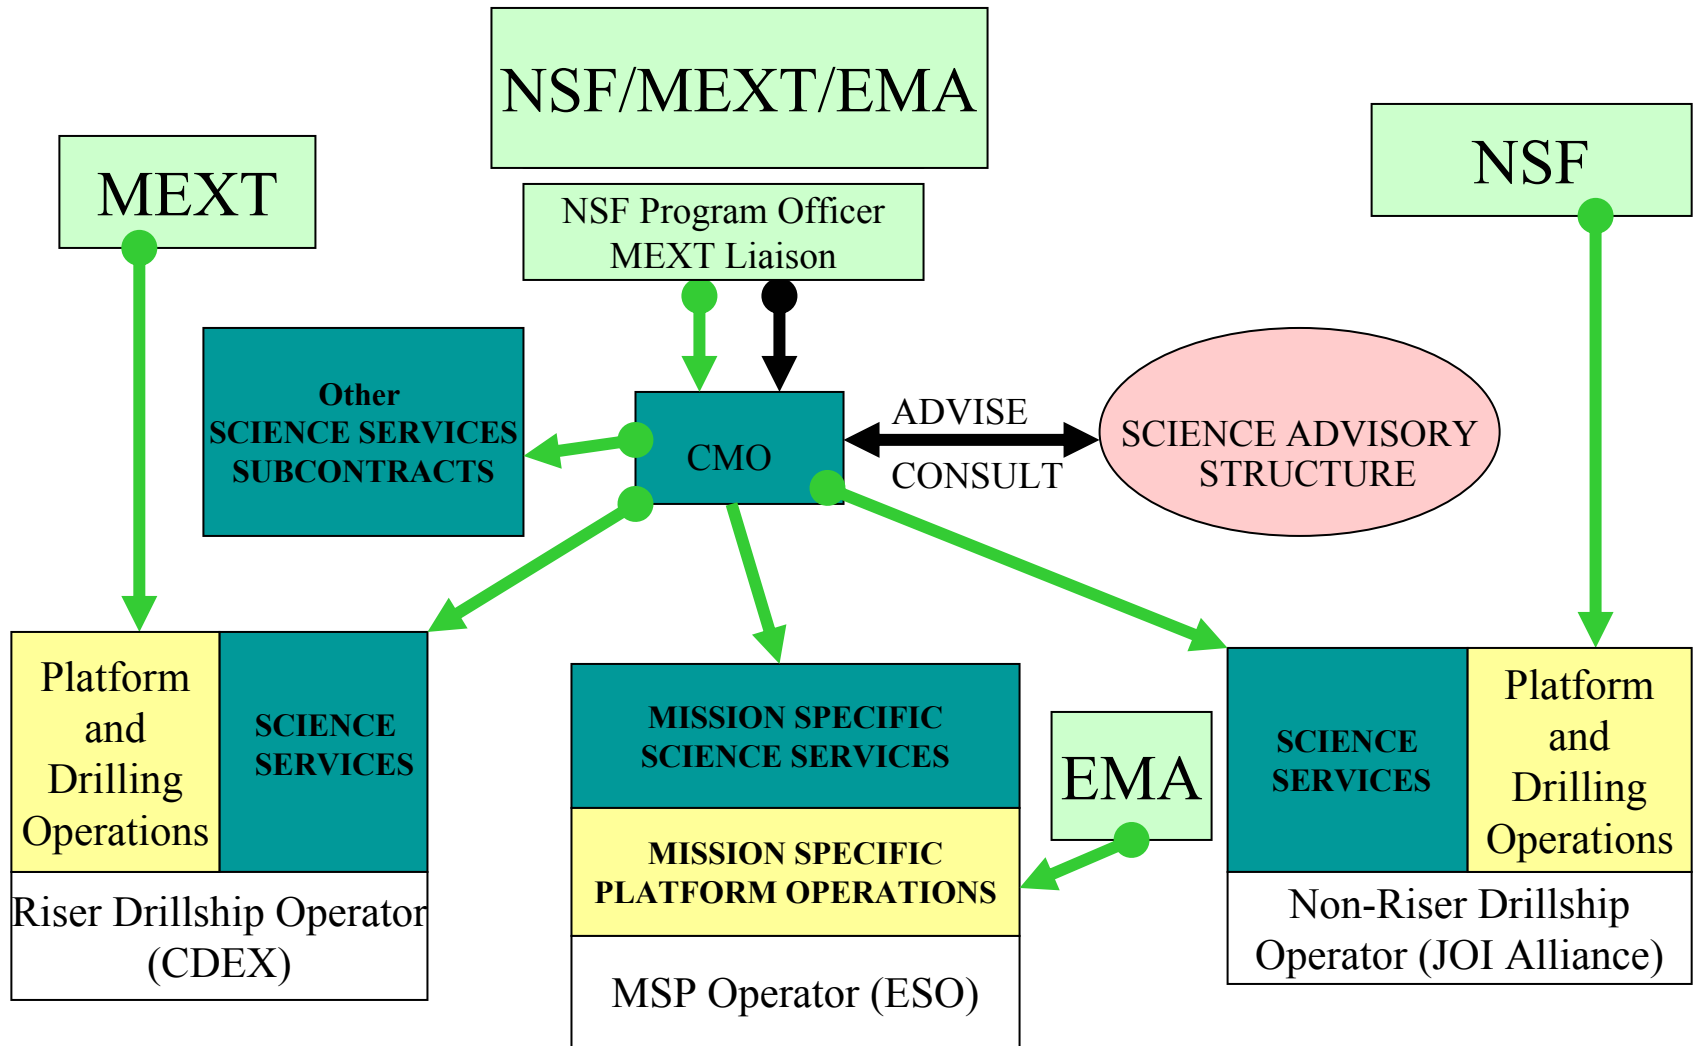 NSF/MEXT/EMA
MEXT
NSF
NSF Program Officer
MEXT Liaison
Other
SCIENCE SERVICES
SUBCONTRACTS
CMO
ADVISE
CONSULT
SCIENCE ADVISORY
STRUCTURE
Platform
and
Drilling
Operations
SCIENCE
SERVICES
Riser Drillship Operator
(CDEX)
MISSION SPECIFIC
SCIENCE SERVICES
MISSION SPECIFIC
PLATFORM OPERATIONS
MSP Operator (ESO)
EMA
SCIENCE
SERVICES
Platform
and
Drilling
Operations
Non-Riser Drillship
Operator (JOI Alliance)